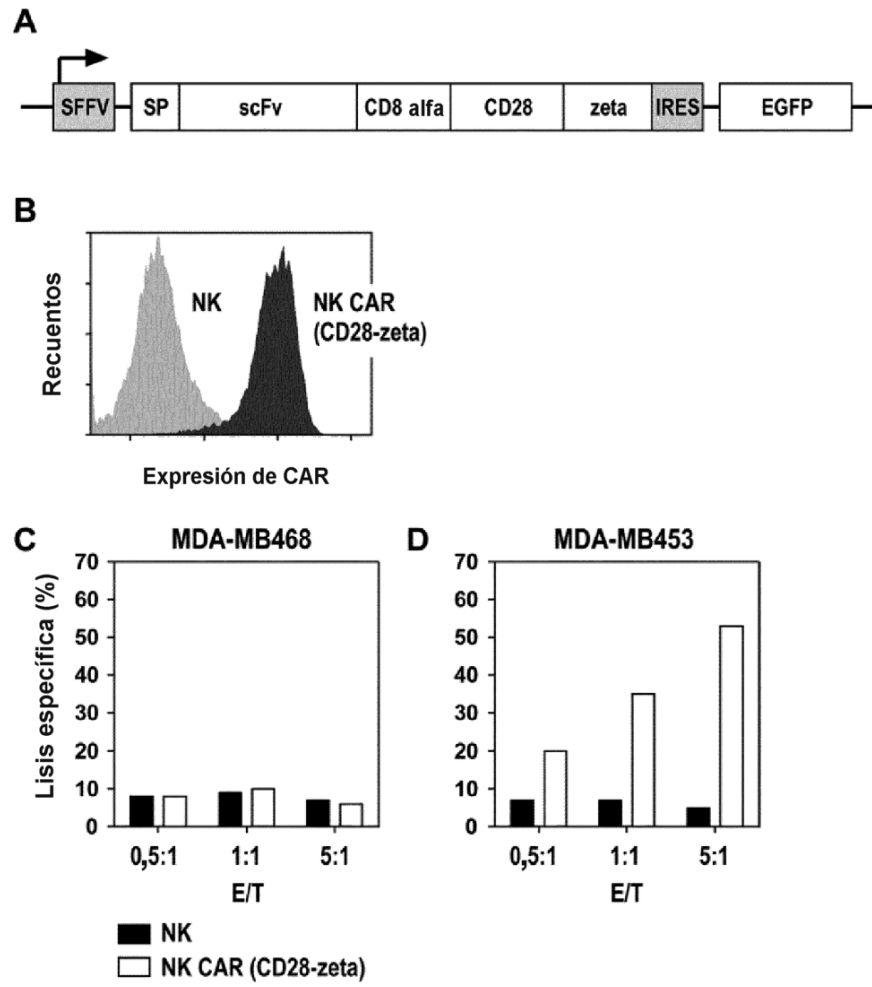 A
SFFV SP scFv CD8 alfa CD28 zeta IRES EGFP
B
Recuentos
NK
NK CAR
(CD28-zeta)
Expresión de CAR
C
MDA-MB468
Lisis específica (%)
70
60
50
40
30
20
10
0
0,5:1 1:1 5:1
E/T
D
MDA-MB453
70
60
50
40
30
20
10
0
0,5:1 1:1 5:1
E/T
NK
NK CAR (CD28-zeta)